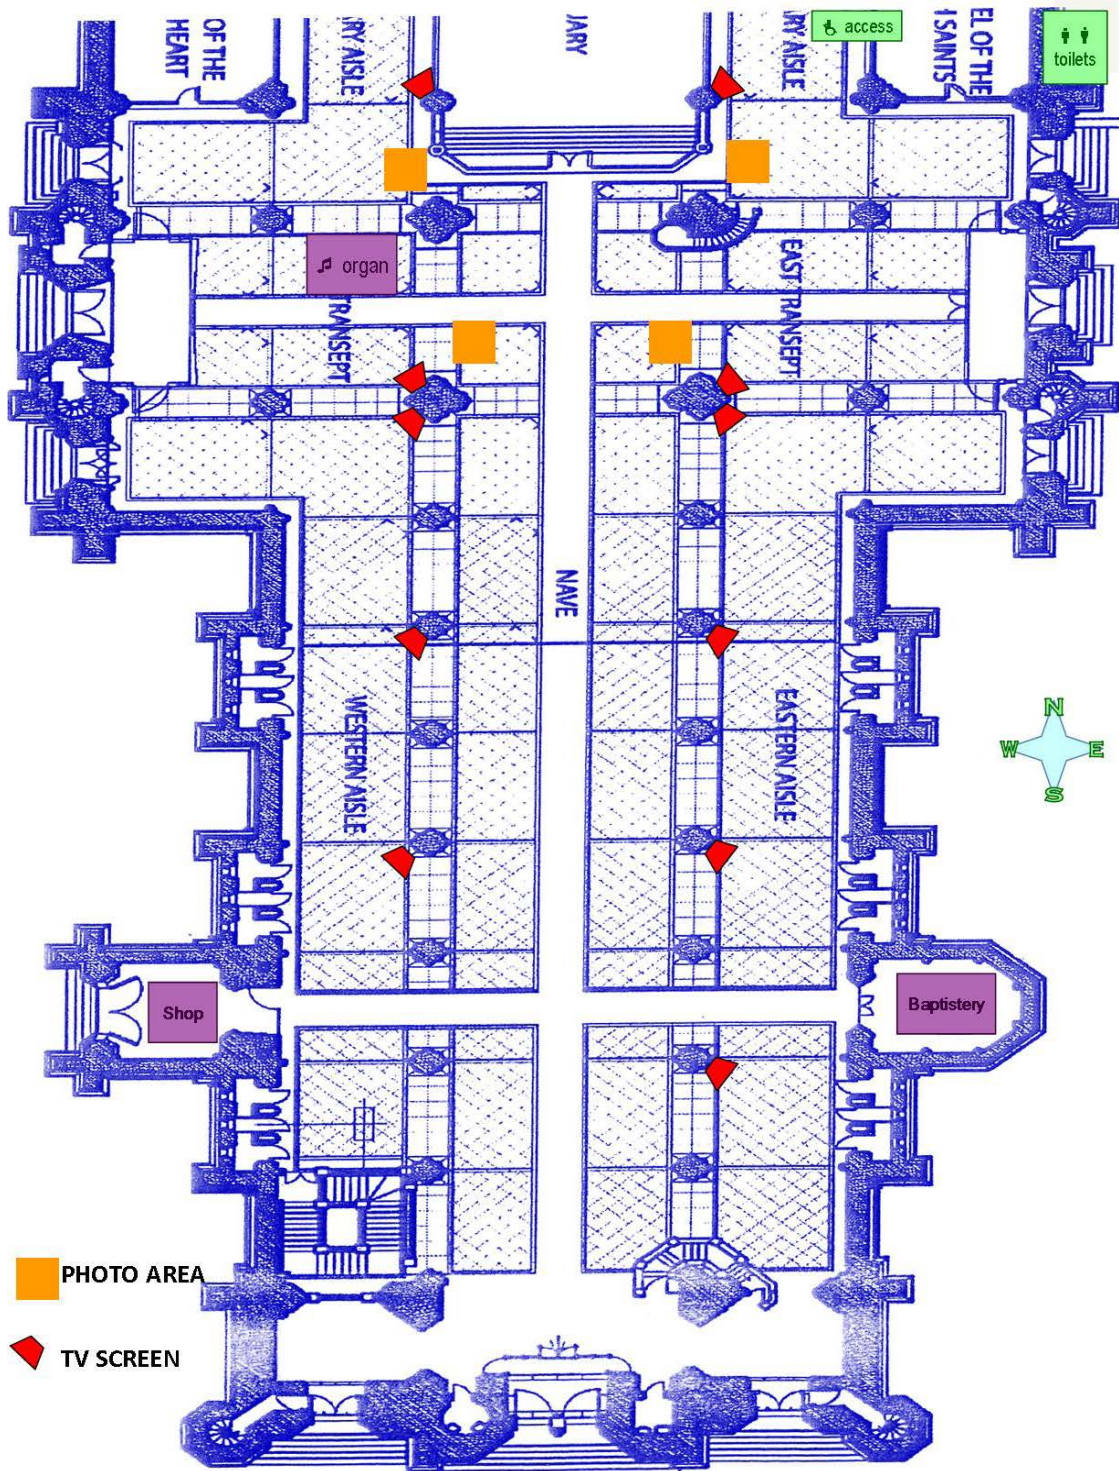 OF THE
HEART
RY AISLE
JARY
RY AISLE
access
EL OF THE
SAINTS
toilets
organ
TRANSEPT
EAST TRANSEPT
NAVE
WESTERN AISLE
EASTERN AISLE
N
W
E
S
Shop
Baptistery
PHOTO AREA
TV SCREEN